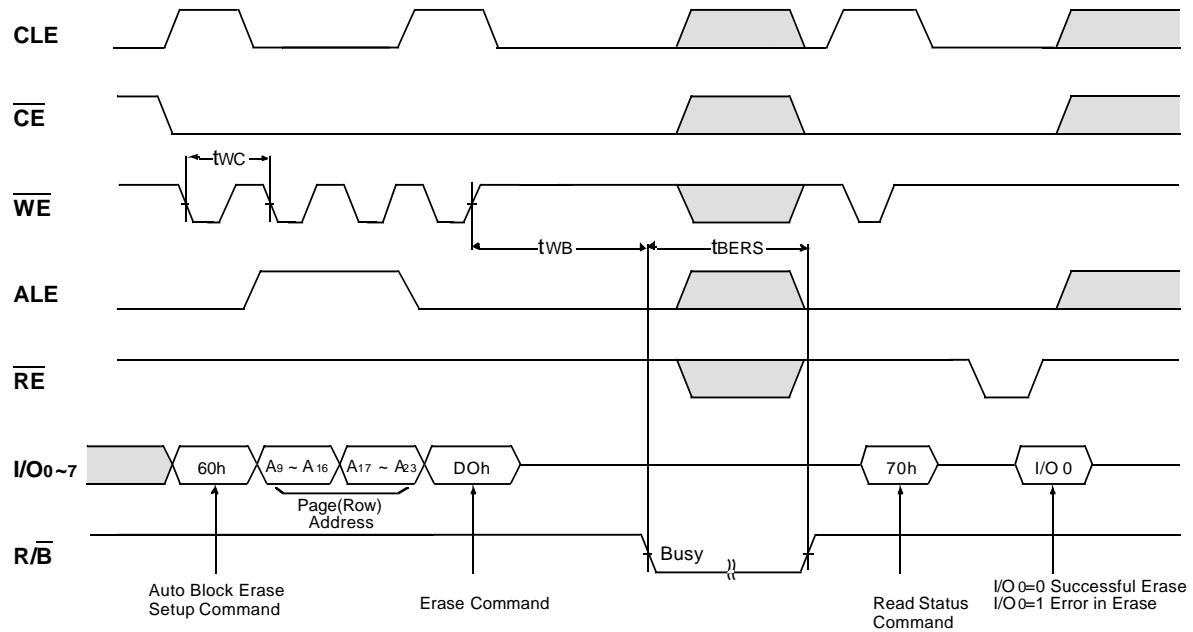 CLE
CE
tWC
WE
tWB
tBERS
ALE
RE
I/O0~7
60h
A9 ~ A16
A17 ~ A23
DOh
70h
I/O 0
Page(Row)
Address
R/B
Busy
Auto Block Erase
Setup Command
Erase Command
Read Status
Command
I/O0=0 Successful Erase
I/O0=1 Error in Erase